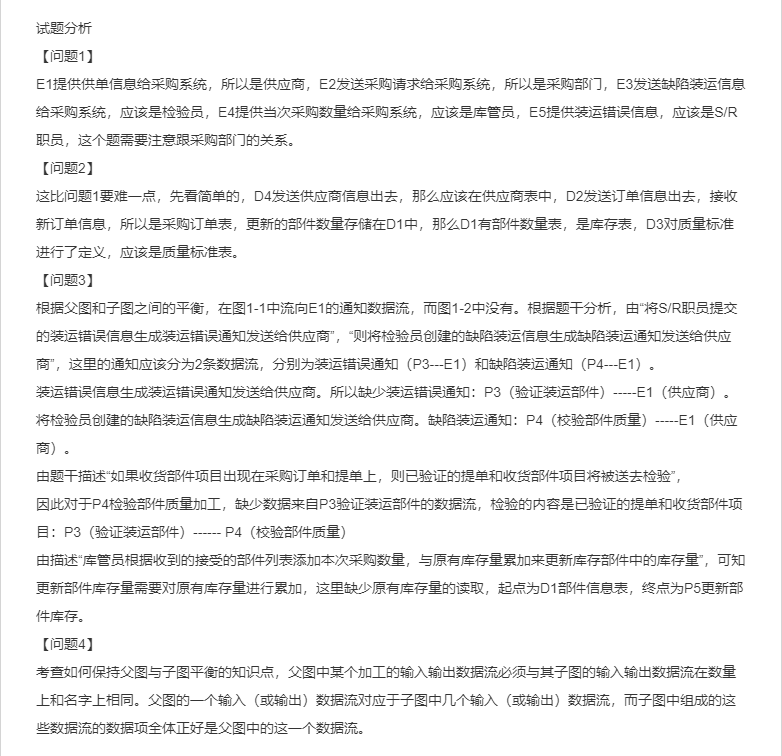 试题分析
【问题1】
E1提供供单信息给采购系统，所以是供应商，E2发送采购请求给采购系统，所以是采购部门，E3发送缺陷装运信息
给采购系统，应该是检验员，E4提供当次采购数量给采购系统，应该是库管员，E5提供装运错误信息，应该是S/R
职员，这个题需要注意跟采购部门的关系。
【问题2】
这比问题1要难一点，先看简单的，D4发送供应商信息出去，那么应该在供应商表中，D2发送订单信息出去，接收
新订单信息，所以是采购订单表，更新的部件数量存储在D1中，那么D1有部件数量表，是库存表，D3对质量标准
进行了定义，应该是质量标准表。
【问题3】
根据父图和子图之间的平衡，在图1-1中流向E1的通知数据流，而图1-2中没有。根据题干分析，由“将S/R职员提交
的装运错误信息生成装运错误通知发送给供应商”，“则将检验员创建的缺陷装运信息生成缺陷装运通知发送给供应
商”，这里的通知应该分为2条数据流，分别为装运错误通知（P3---E1）和缺陷装运通知（P4---E1）。
装运错误信息生成装运错误通知发送给供应商。所以缺少装运错误通知：P3（验证装运部件）-----E1（供应商）。
将检验员创建的缺陷装运信息生成缺陷装运通知发送给供应商。缺陷装运通知：P4（校验部件质量）-----E1（供应
商）。
由题干描述“如果收货部件项目出现在采购订单和提单上，则已验证的提单和收货部件项目将被送去检验”，
因此对于P4检验部件质量加工，缺少数据来自P3验证装运部件的数据流，检验的内容是已验证的提单和收货部件项
目：P3（验证装运部件）------ P4（校验部件质量）
由描述“库管员根据收到的接受的部件列表添加本次采购数量，与原有库存量累加来更新库存部件中的库存量”，可知
更新部件库存量需要对原有库存量进行累加，这里缺少原有库存量的读取，起点为D1部件信息表，终点为P5更新部
件库存。
【问题4】
考查如何保持父图与子图平衡的知识点，父图中某个加工的输入输出数据流必须与其子图的输入输出数据流在数量
上和名字上相同。父图的一个输入（或输出）数据流对应于子图中几个输入（或输出）数据流，而子图中组成的这
些数据流的数据项全体正好是父图中的这一个数据流。